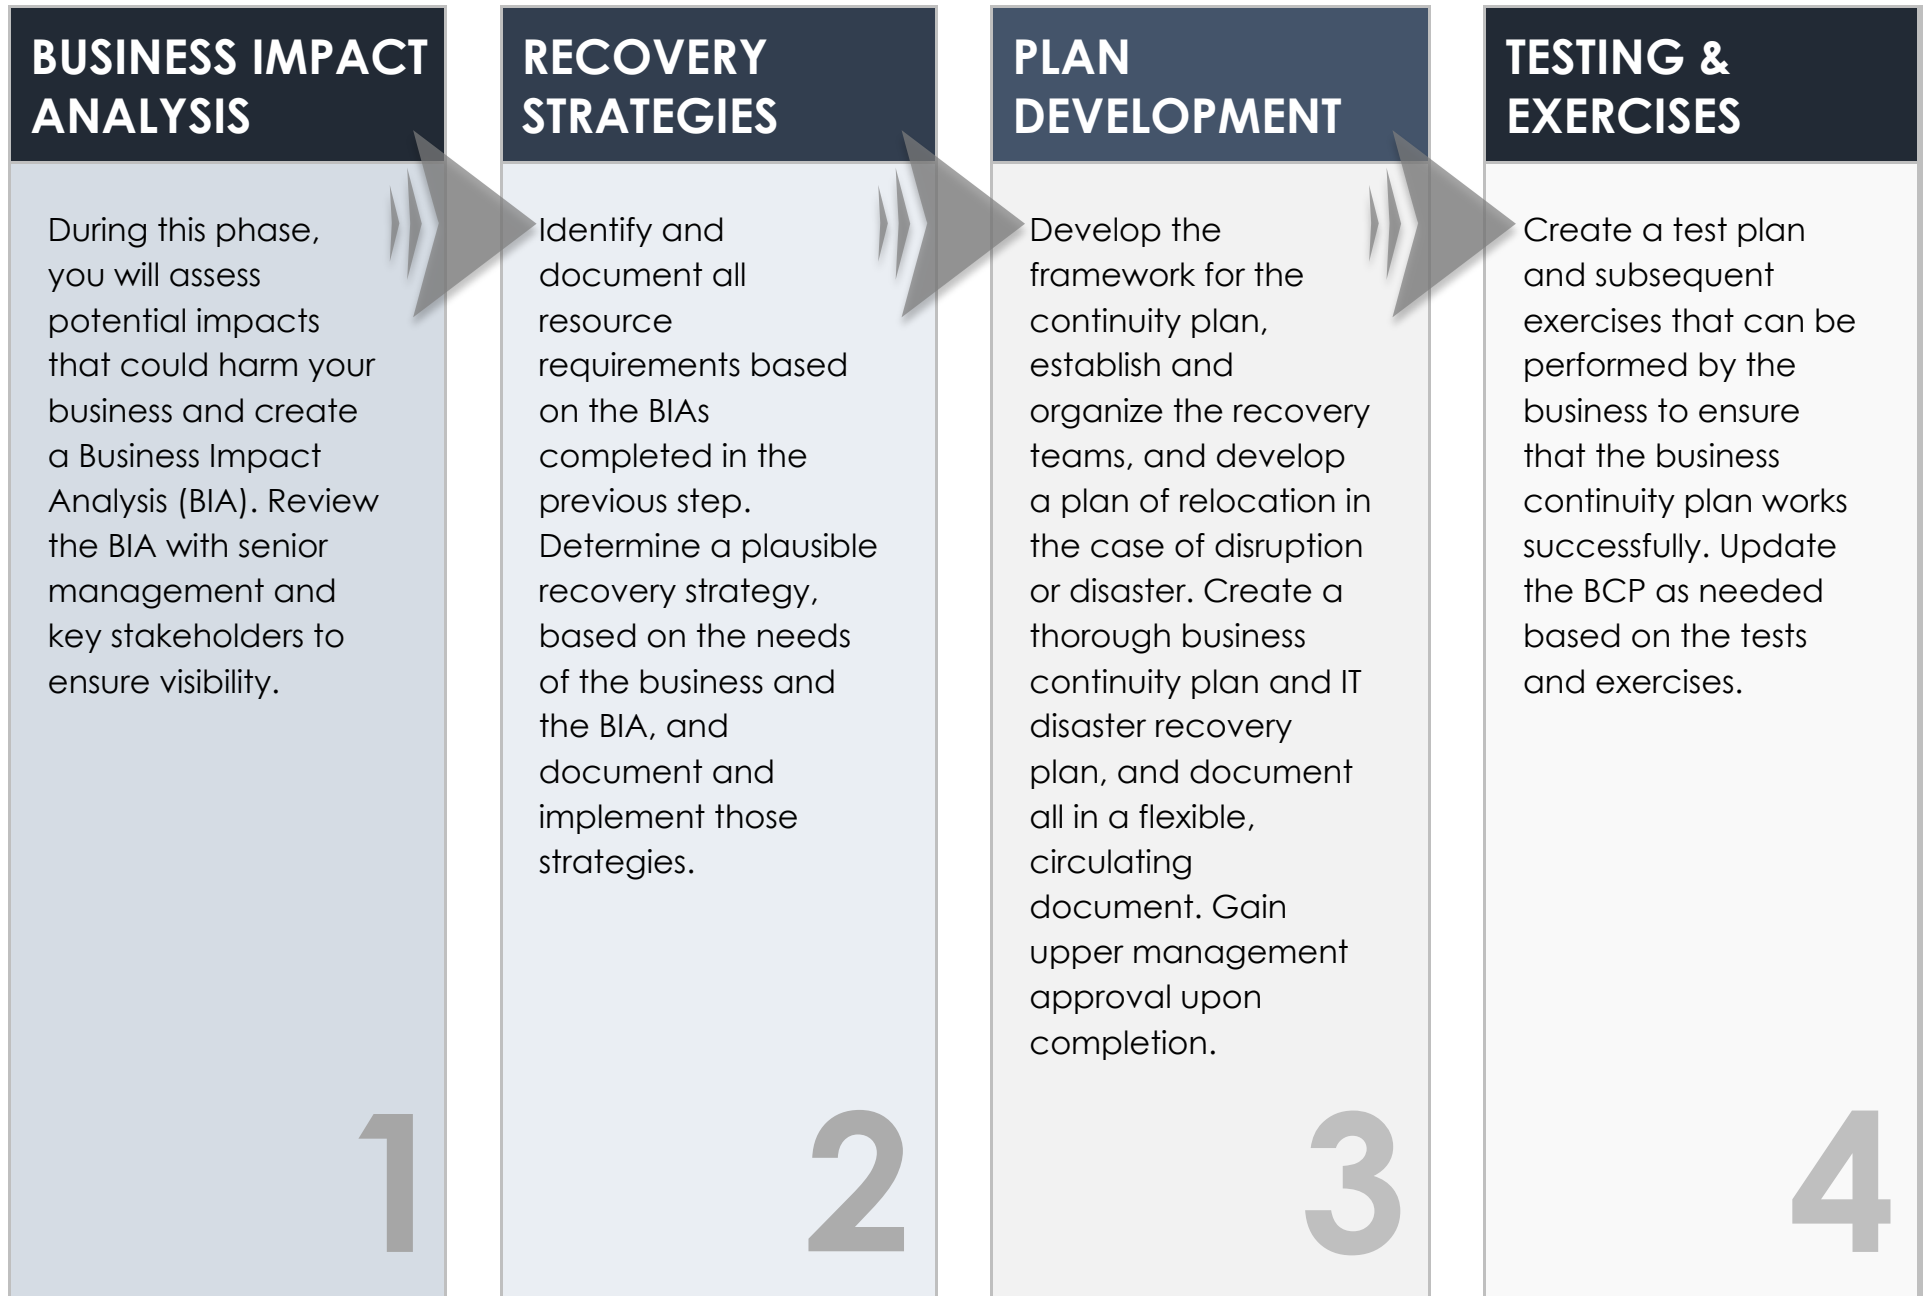 BUSINESS IMPACT
ANALYSIS
During this phase,
you will assess
potential impacts
that could harm your
business and create
a Business Impact
Analysis (BIA). Review
the BIA with senior
management and
key stakeholders to
ensure visibility.
1
RECOVERY
STRATEGIES
Identify and
document all
resource
requirements based
on the BIAs
completed in the
previous step.
Determine a plausible
recovery strategy,
based on the needs
of the business and
the BIA, and
document and
implement those
strategies.
2
PLAN
DEVELOPMENT
Develop the
framework for the
continuity plan,
establish and
organize the recovery
teams, and develop
a plan of relocation in
the case of disruption
or disaster. Create a
thorough business
continuity plan and IT
disaster recovery
plan, and document
all in a flexible,
circulating
document. Gain
upper management
approval upon
completion.
3
TESTING &
EXERCISES
Create a test plan
and subsequent
exercises that can be
performed by the
business to ensure
that the business
continuity plan works
successfully. Update
the BCP as needed
based on the tests
and exercises.
4